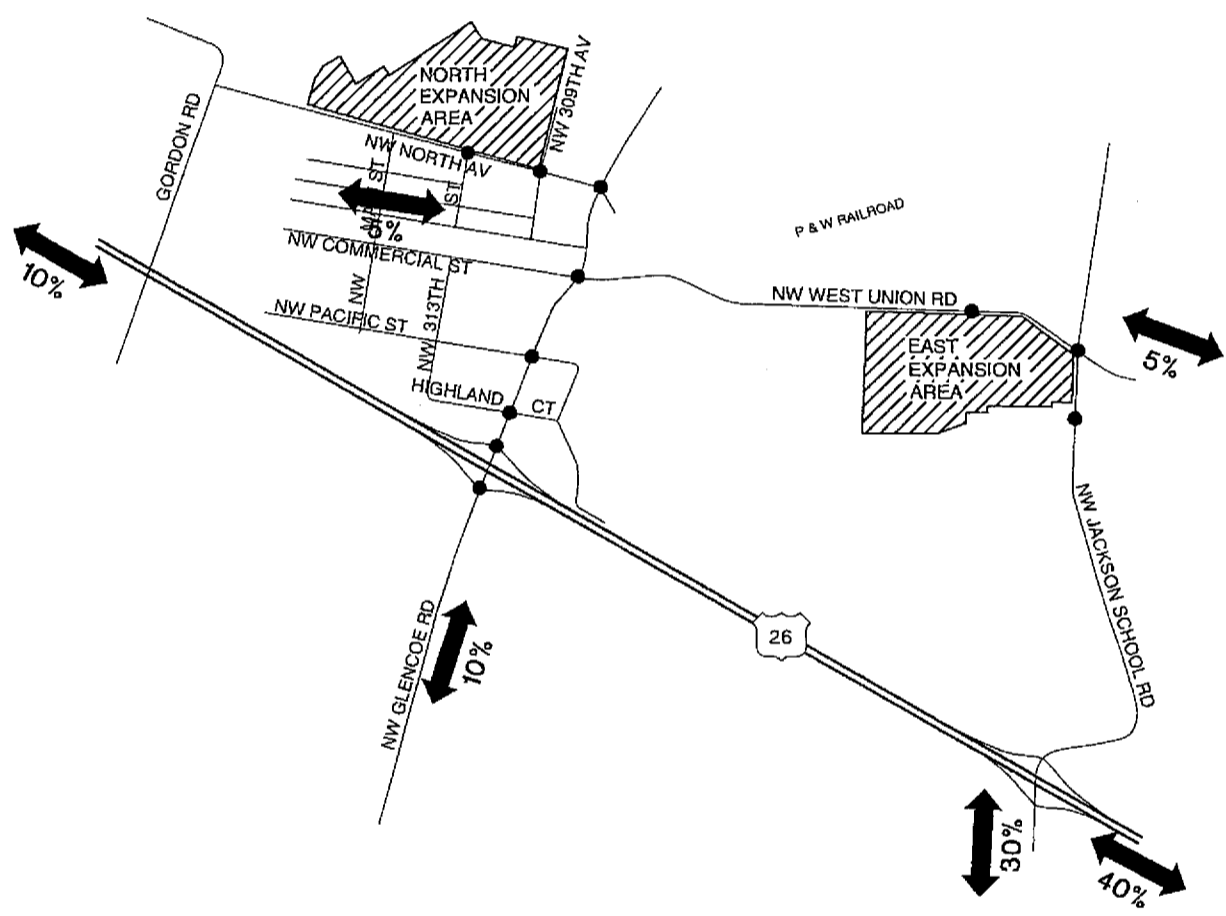 NORTH
EXPANSION
AREA
NW 309TH AV
GORDON RD
NW NORTH AV
ST
ST
P & W RAILROAD
10%
NW COMMERCIAL ST
NW
NW 313TH
NW PACIFIC ST
NW WEST UNION RD
EAST
EXPANSION
AREA
5%
HIGHLAND CT
NW JACKSON SCHOOL RD
NW GLENCOE RD
10%
26
30%
40%